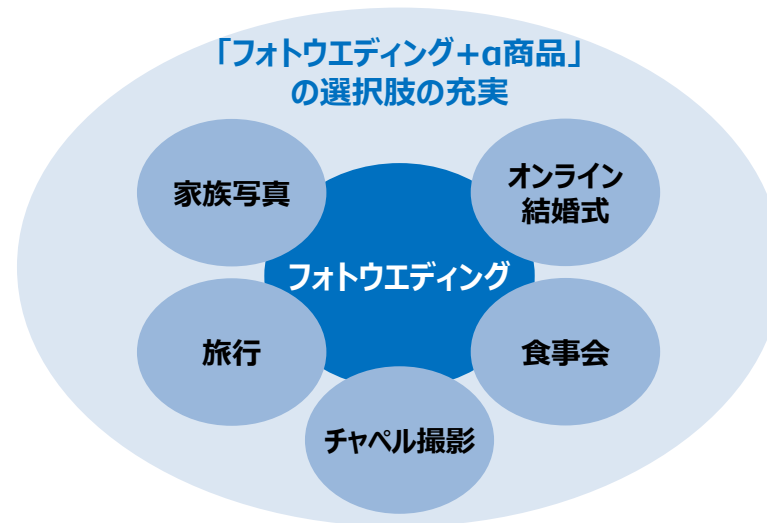 「フォトウエディング+α商品」
の選択肢の充実
家族写真
オンライン
結婚式
フォトウエディング
旅行
食事会
チャペル撮影